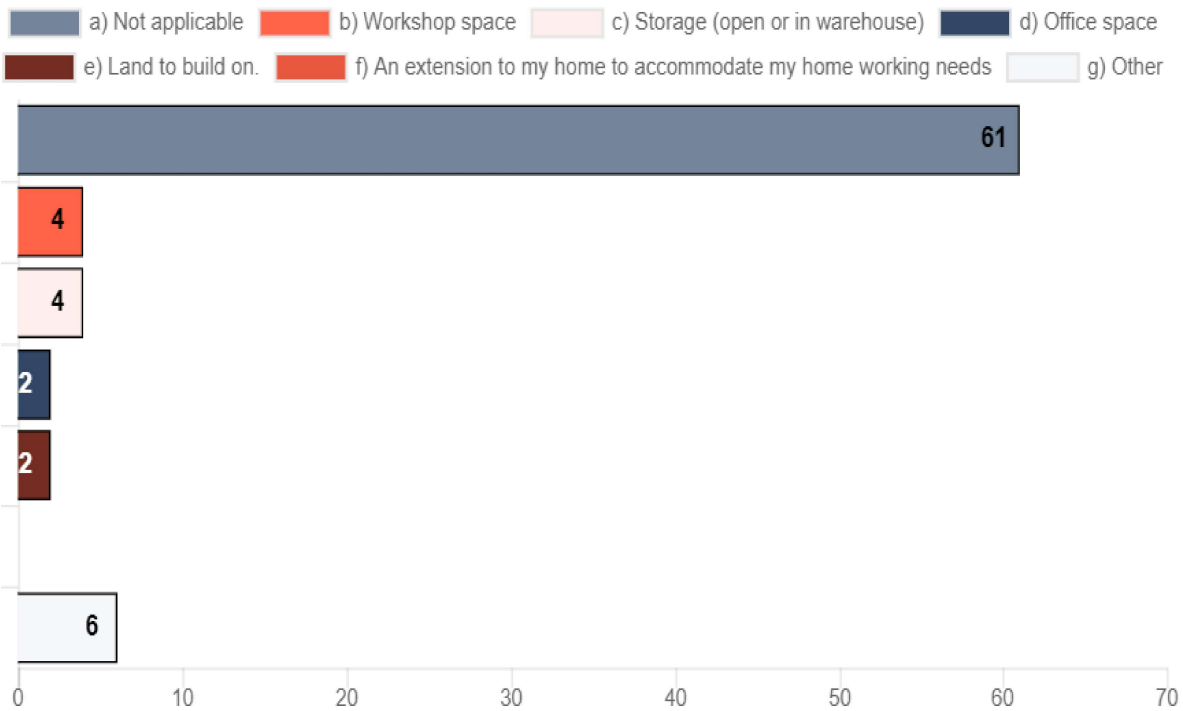 a) Not applicable b) Workshop space c) Storage (open or in warehouse) d) Office space
e) Land to build on. f) An extension to my home to accommodate my home working needs g) Other
61
4
4
2
2
6
0 10 20 30 40 50 60 70